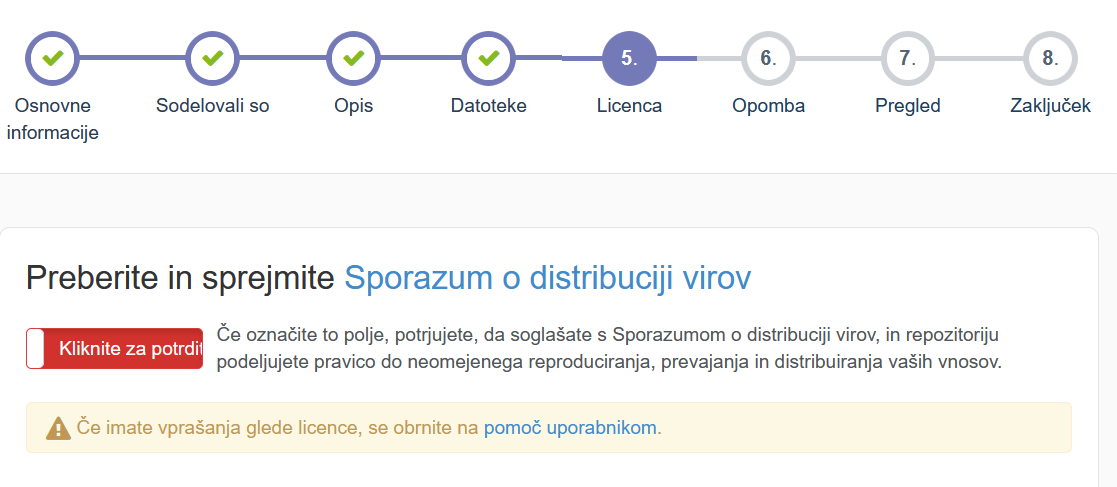 5.
6.
7.
8.
Osnovne
informacije
Sodelovali so
Opis
Datoteke
Licenca
Opomba
Pregled
Zaključek
Preberite in sprejmite Sporazum o distribuciji virov
Kliknite za potrdit
Če označite to polje, potrjujete, da soglašate s Sporazumom o distribuciji virov, in repozitoriju
podeljujete pravico do neomejenega reproduciranja, prevajanja in distribuiranja vaših vnosov.
Če imate vprašanja glede licence, se obrnite na pomoč uporabnikom.